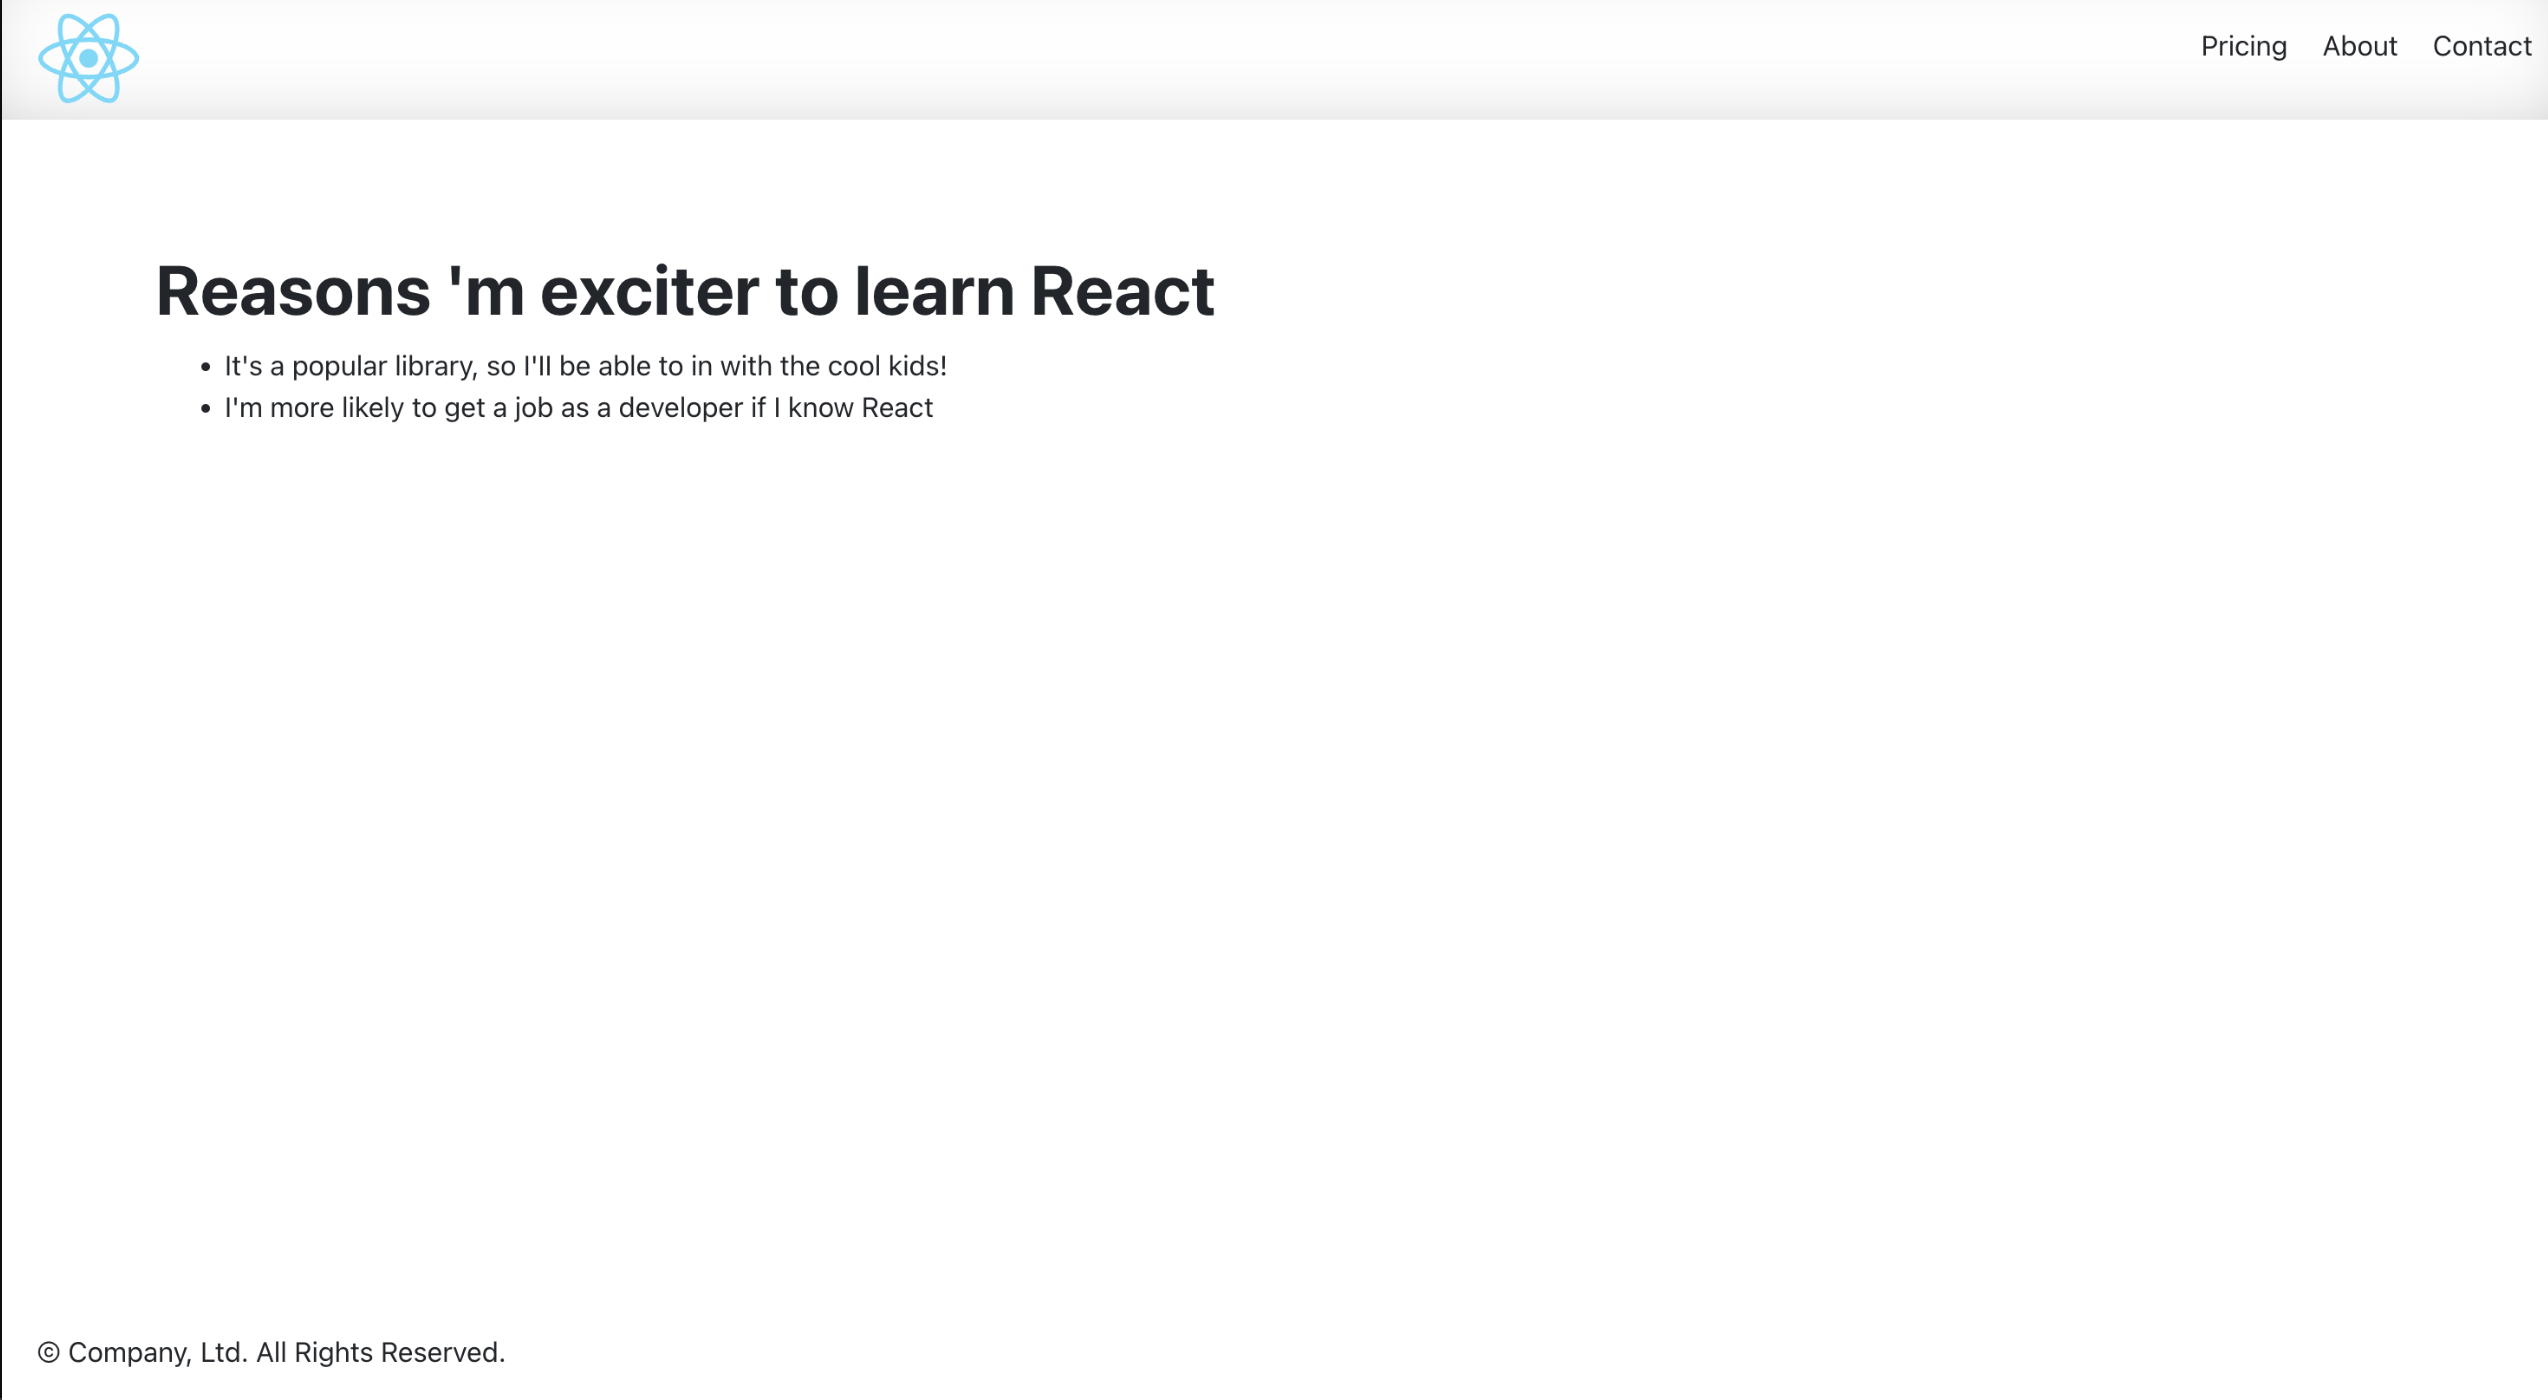 Pricing About Contact
Reasons 'm exciter to learn React
• It's a popular library, so I'll be able to in with the cool kids!
• I'm more likely to get a job as a developer if I know React
© Company, Ltd. All Rights Reserved.